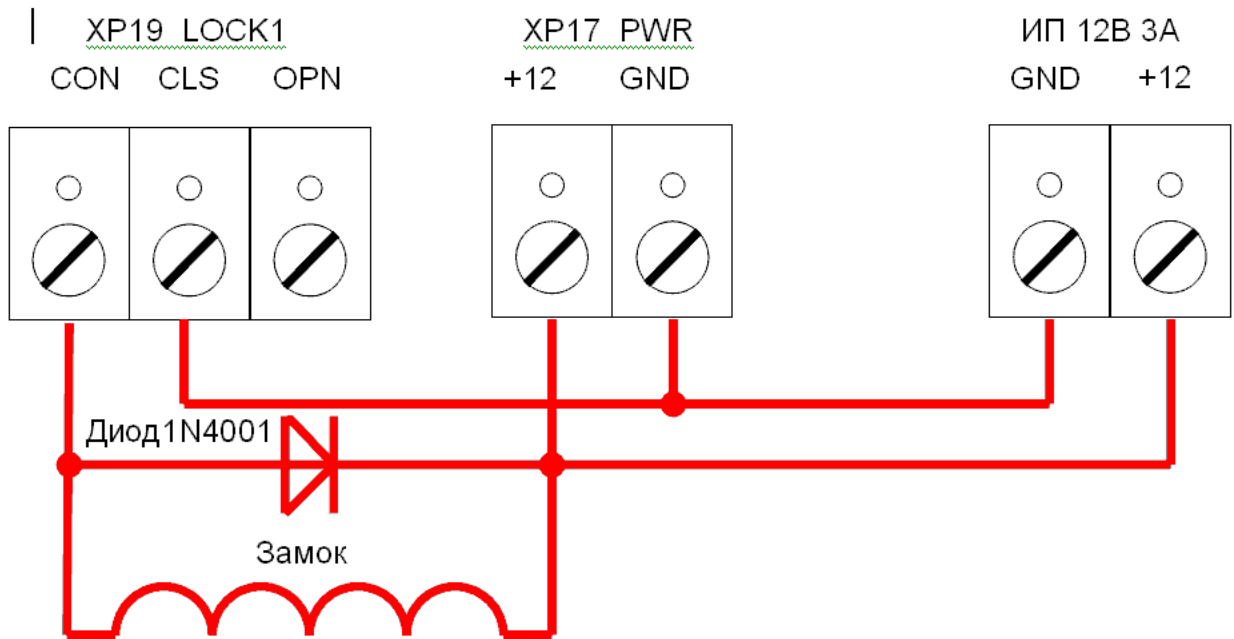 XP19 LOCK1 XP17 PWR ИП 12В 3А
CON CLS OPN +12 GND GND +12
Диод1N4001
Замок